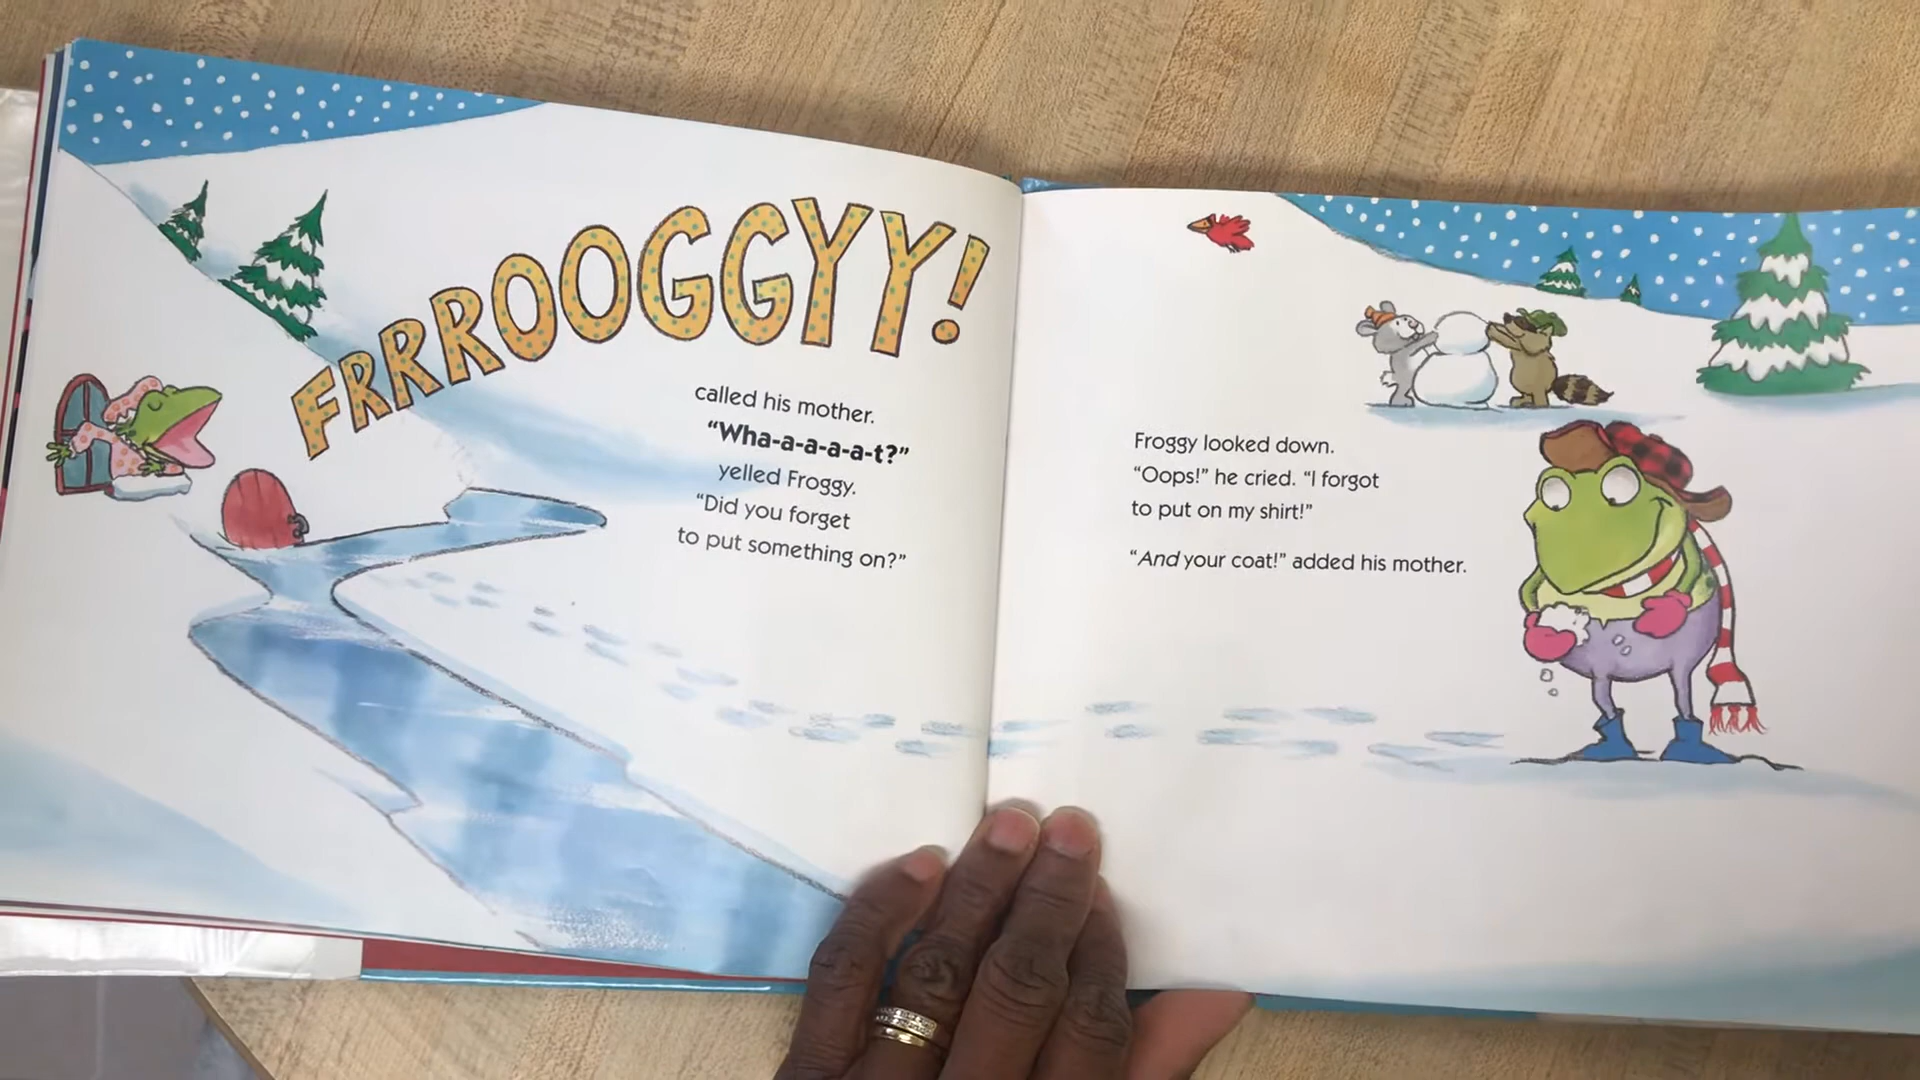 FRRROOGGYY!
called his mother.
“Wha-a-a-a-a-t?”
yelled Froggy.
“Did you forget
to put something on?”
Froggy looked down.
“Oops!” he cried. “I forgot
to put on my shirt!”
“And your coat!” added his mother.